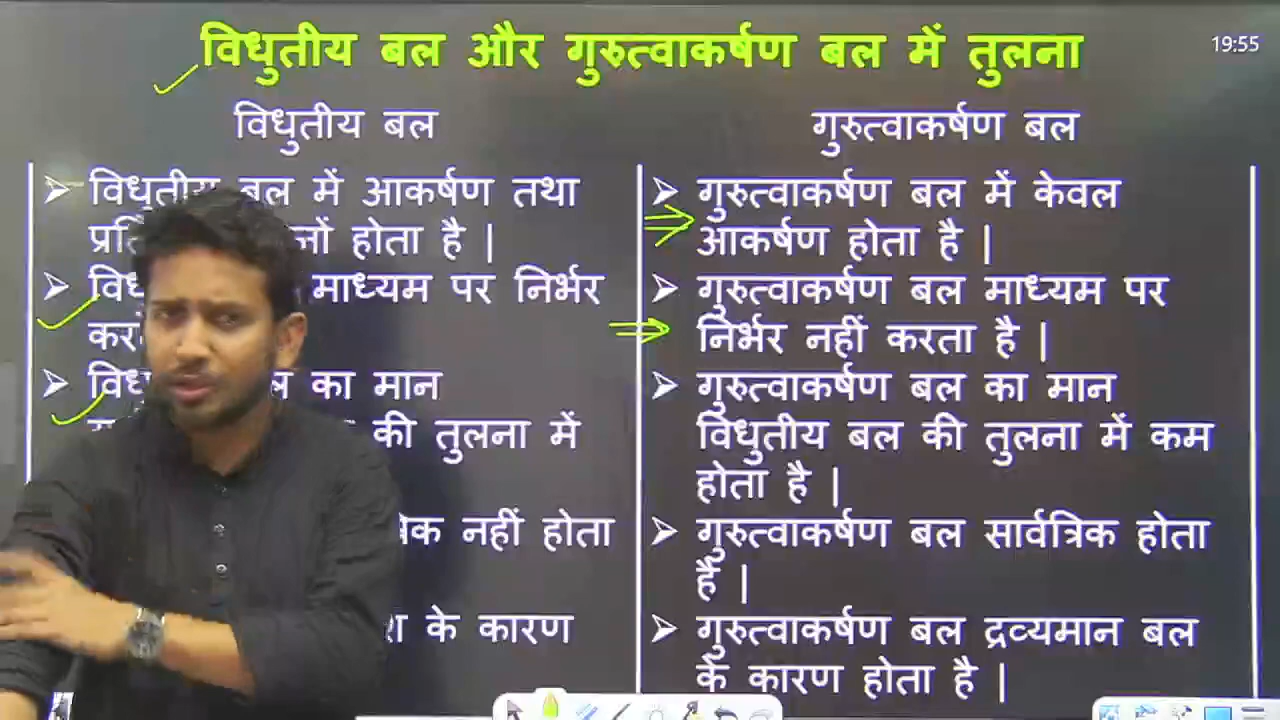 विधुतीय बल और गुरुत्वाकर्षण बल में तुलना
19:55
विधुतीय बल
➢ विधुतीय बल में आकर्षण तथा
होता है |
माध्यम पर निर्भर
का मान
की तुलना में
नहीं होता
के कारण
गुरुत्वाकर्षण बल
➢ गुरुत्वाकर्षण बल में केवल
आकर्षण होता है |
➢ गुरुत्वाकर्षण बल माध्यम पर
निर्भर नहीं करता है |
➢ गुरुत्वाकर्षण बल का मान
विधुतीय बल की तुलना में कम
होता है |
➢ गुरुत्वाकर्षण बल सार्वत्रिक होता
है |
➢ गुरुत्वाकर्षण बल द्रव्यमान बल
के कारण होता है |